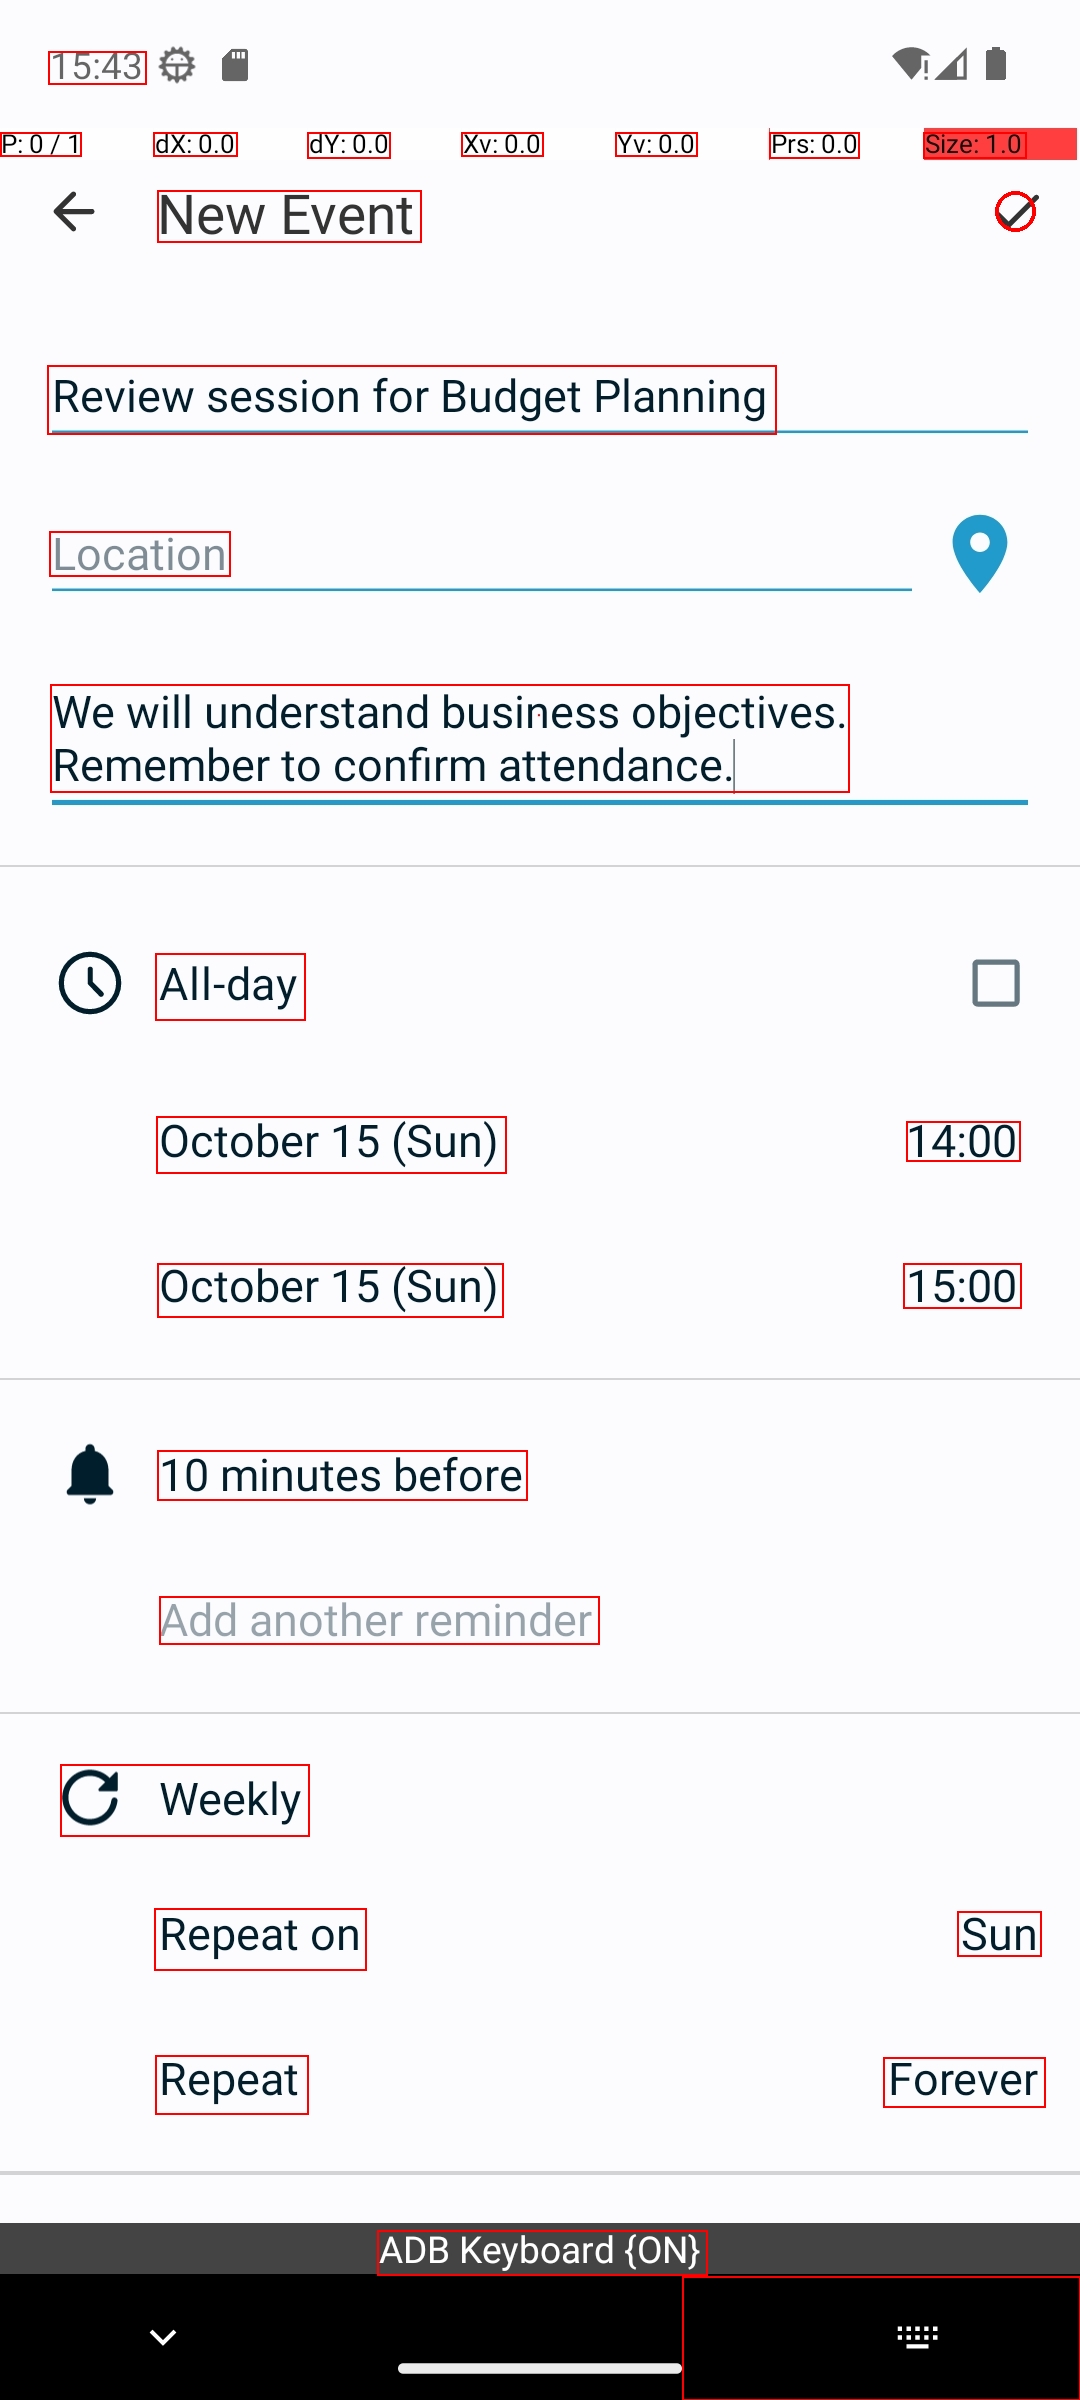 15:43
P: 0 / 1 dX: 0.0 dY: 0.0 Xv: 0.0 Yv: 0.0 Prs: 0.0 Size: 1.0
New Event
Review session for Budget Planning
Location
We will understand business objectives.
Remember to confirm attendance.
All-day
October 15 (Sun) 14:00
October 15 (Sun) 15:00
10 minutes before
Add another reminder
Weekly
Repeat on Sun
Repeat Forever
ADB Keyboard {ON}